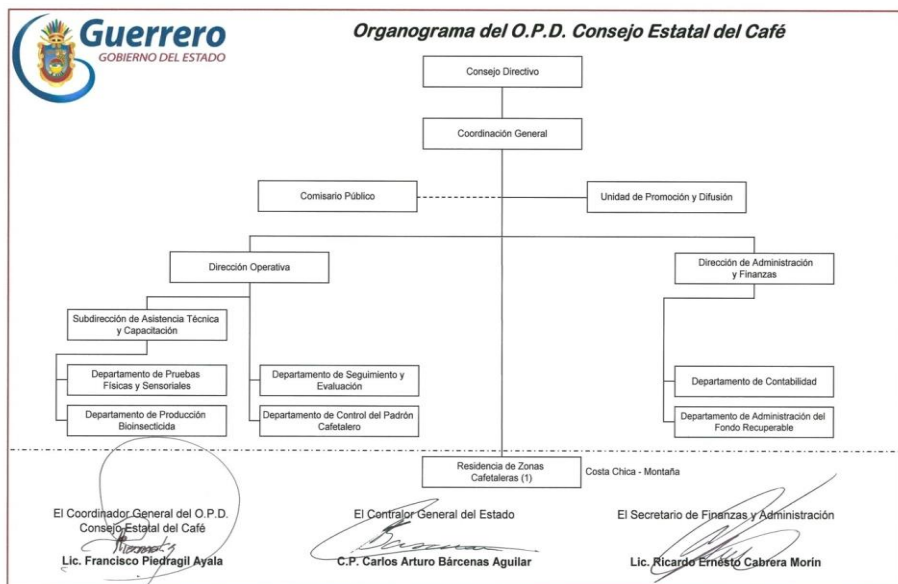 Guerrero
GOBIERNO DEL ESTADO
Organograma del O.P.D. Consejo Estatal del Café
Consejo Directivo
Coordinación General
Comisario Público
Unidad de Promoción y Difusión
Dirección Operativa
Dirección de Administración
y Finanzas
Subdirección de Asistencia Técnica
y Capacitación
Departamento de Pruebas
Físicas y Sensoriales
Departamento de Seguimiento y
Evaluación
Departamento de Contabilidad
Departamento de Producción
Bioinsecticida
Departamento de Control del Padrón
Cafetalero
Departamento de Administración del
Fondo Recuperable
Residencia de Zonas
Cafetaleras (1)
Costa Chica - Montaña
El Coordinador General del O.P.D.
Consejo Estatal del Café
Lic. Francisco Piedragil Ayala
El Contralor General del Estado
C.P. Carlos Arturo Bárcenas Aguilar
El Secretario de Finanzas y Administración
Lic. Ricardo Ernesto Cabrera Morín